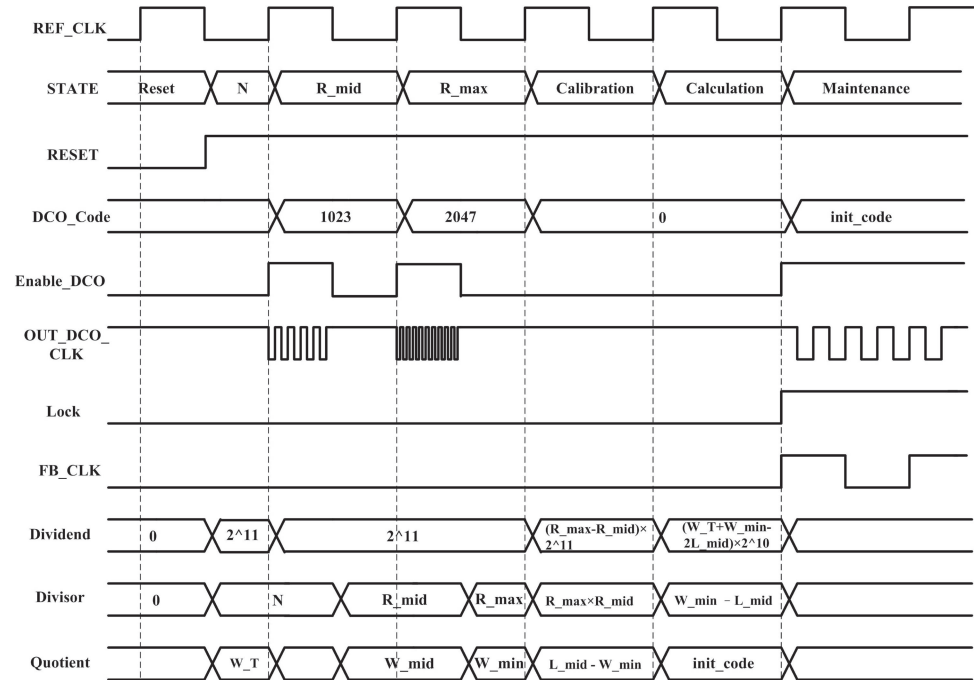 REF_CLK
STATE Reset N R_mid R_max Calibration Calculation Maintenance
RESET
DCO_Code 1023 2047 0 init_code
Enable_DCO
OUT_DCO_
CLK
Lock
FB_CLK
Dividend 0 2^11 2^11 (R_max-R_mid)× (W_T+W_min-
2^11 2L_mid)×2^10
Divisor 0 N R_mid R_max R_max×R_mid W_min - L_mid
Quotient W_T W_mid W_min L_mid - W_min init_code